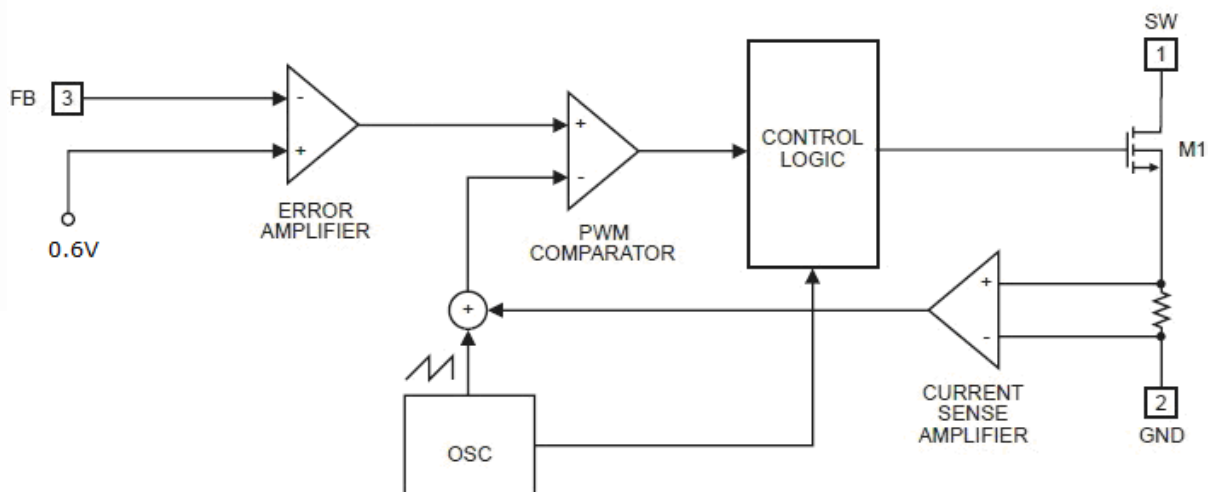 SW
1
FB
3
-
+
ERROR
AMPLIFIER
0.6V
+
-
PWM
COMPARATOR
CONTROL
LOGIC
M1
+
OSC
+
-
CURRENT
SENSE
AMPLIFIER
2
GND